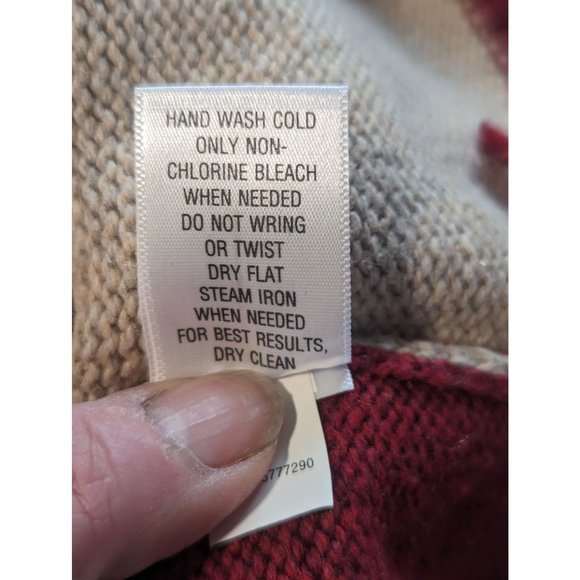 HAND WASH COLD
ONLY NON-
CHLORINE BLEACH
WHEN NEEDED
DO NOT WRING
OR TWIST
DRY FLAT
STEAM IRON
WHEN NEEDED
FOR BEST RESULTS,
DRY CLEAN